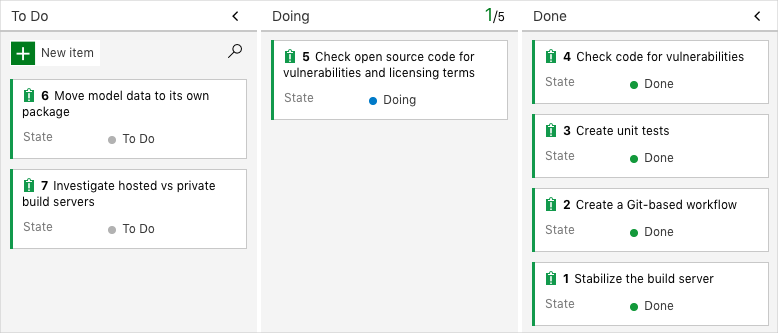 To Do
New item
6 Move model data to its own
package
State
To Do
7 Investigate hosted vs private
build servers
State
To Do
Doing
1/5
5 Check open source code for
vulnerabilities and licensing terms
State
Doing
Done
4 Check code for vulnerabilities
State
Done
3 Create unit tests
State
Done
2 Create a Git-based workflow
State
Done
1 Stabilize the build server
State
Done